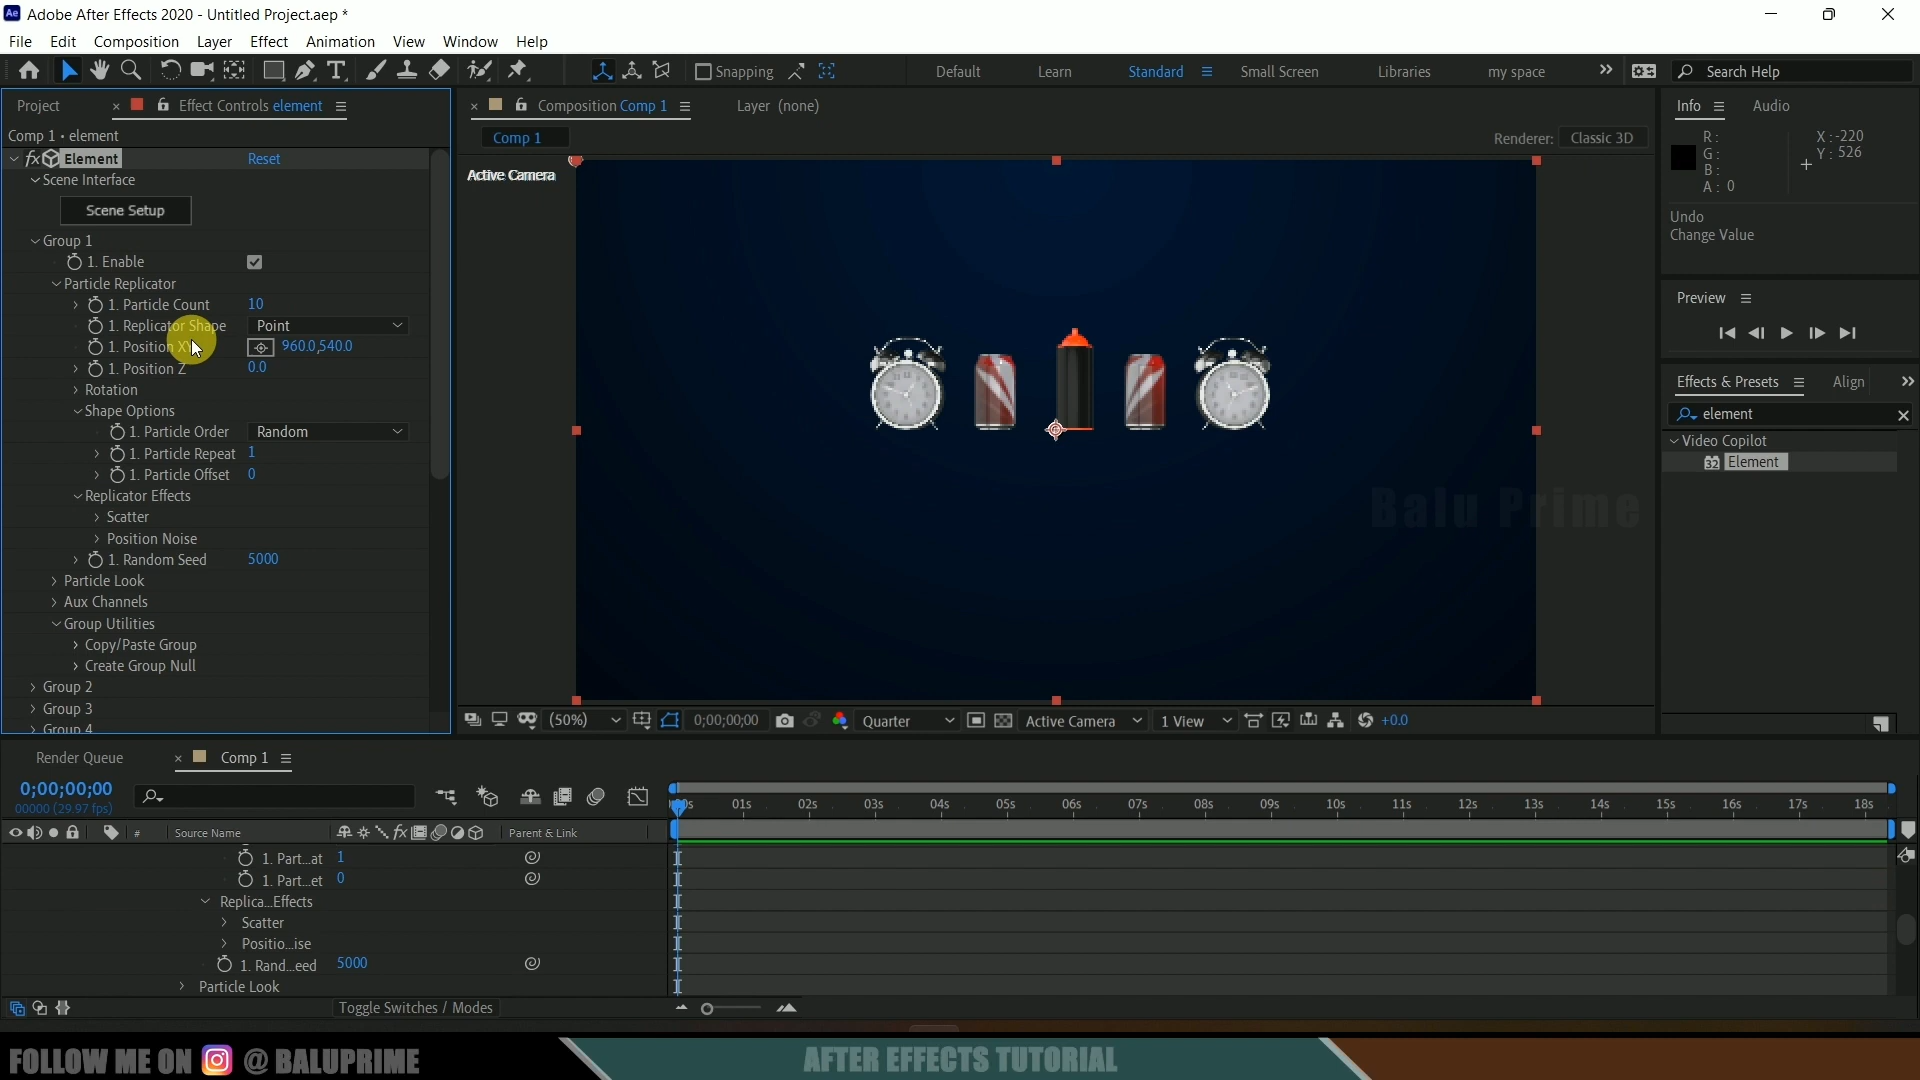 Adobe After Effects 2020 - Untitled Project.aep *
File Edit Composition Layer Effect Animation View Window Help
Snapping Default Learn Standard Small Screen Libraries my space Search Help
Project Effect Controls element
Comp 1 • element
fx Element Reset
Scene Interface
Scene Setup
Group 1
1. Enable
Particle Replicator
1. Particle Count 10
1. Replicator Shape Point
1. Position XY 960.0,540.0
1. Position Z 0.0
Rotation
Shape Options
1. Particle Order Random
1. Particle Repeat 1
1. Particle Offset 0
Replicator Effects
Scatter
Position Noise
1. Random Seed 5000
Particle Look
Aux Channels
Group Utilities
Copy/Paste Group
Create Group Null
Group 2
Group 3
Group 4
Composition Comp 1 Layer (none)
Comp 1 Renderer: Classic 3D
Active Camera
Balu Prime
(50%) 0;00;00;00 Quarter Active Camera 1 View +0.0
Info Audio
R: X: -220
G: Y: 526
B:
A: 0
Undo
Change Value
Preview
Effects & Presets Align
element
Video Copilot
32 Element
Render Queue Comp 1
0;00;00;00
00000 (29.97 fps)
# Source Name fx Parent & Link
01s 02s 03s 04s 05s 06s 07s 08s 09s 10s 11s 12s 13s 14s 15s 16s 17s 18s
1. Part...at 1
1. Part...et 0
Replica...Effects
Scatter
Positio...ise
1. Rand...eed 5000
Particle Look
Toggle Switches / Modes
FOLLOW ME ON @ BALUPRIME AFTER EFFECTS TUTORIAL